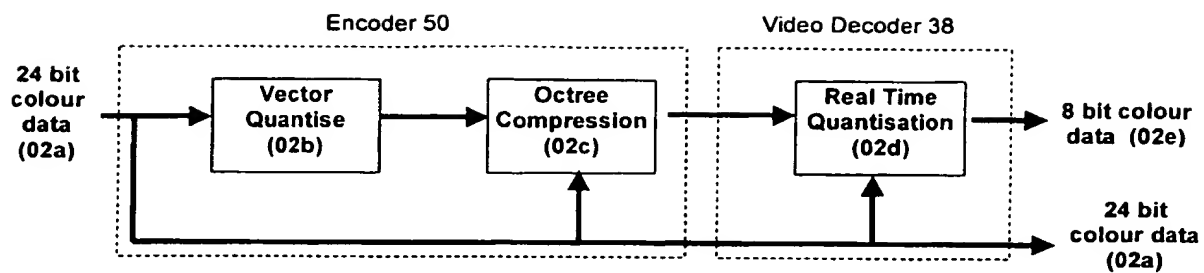 Encoder 50
Video Decoder 38
24 bit
colour
data
(02a)
Vector
Quantise
(02b)
Octree
Compression
(02c)
Real Time
Quantisation
(02d)
8 bit colour
data (02e)
24 bit
colour data
(02a)